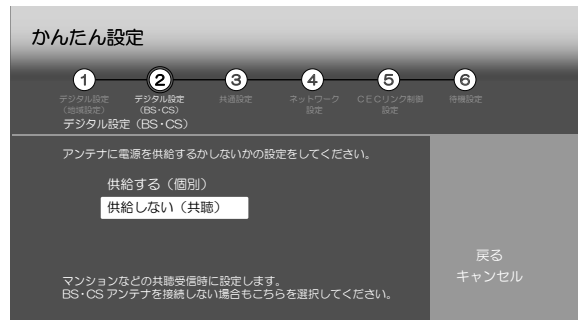 かんたん設定
1 2 3 4 5 6
デジタル設定 デジタル設定 共通設定 ネットワーク CECリンク制御 待機設定
(地域設定) (BS・CS) 設定 設定
デジタル設定(BS・CS)
アンテナに電源を供給するかしないかの設定をしてください。
供給する(個別)
供給しない(共聴)
戻る
キャンセル
マンションなどの共聴受信時に設定します。
BS・CS アンテナを接続しない場合もこちらを選択してください。